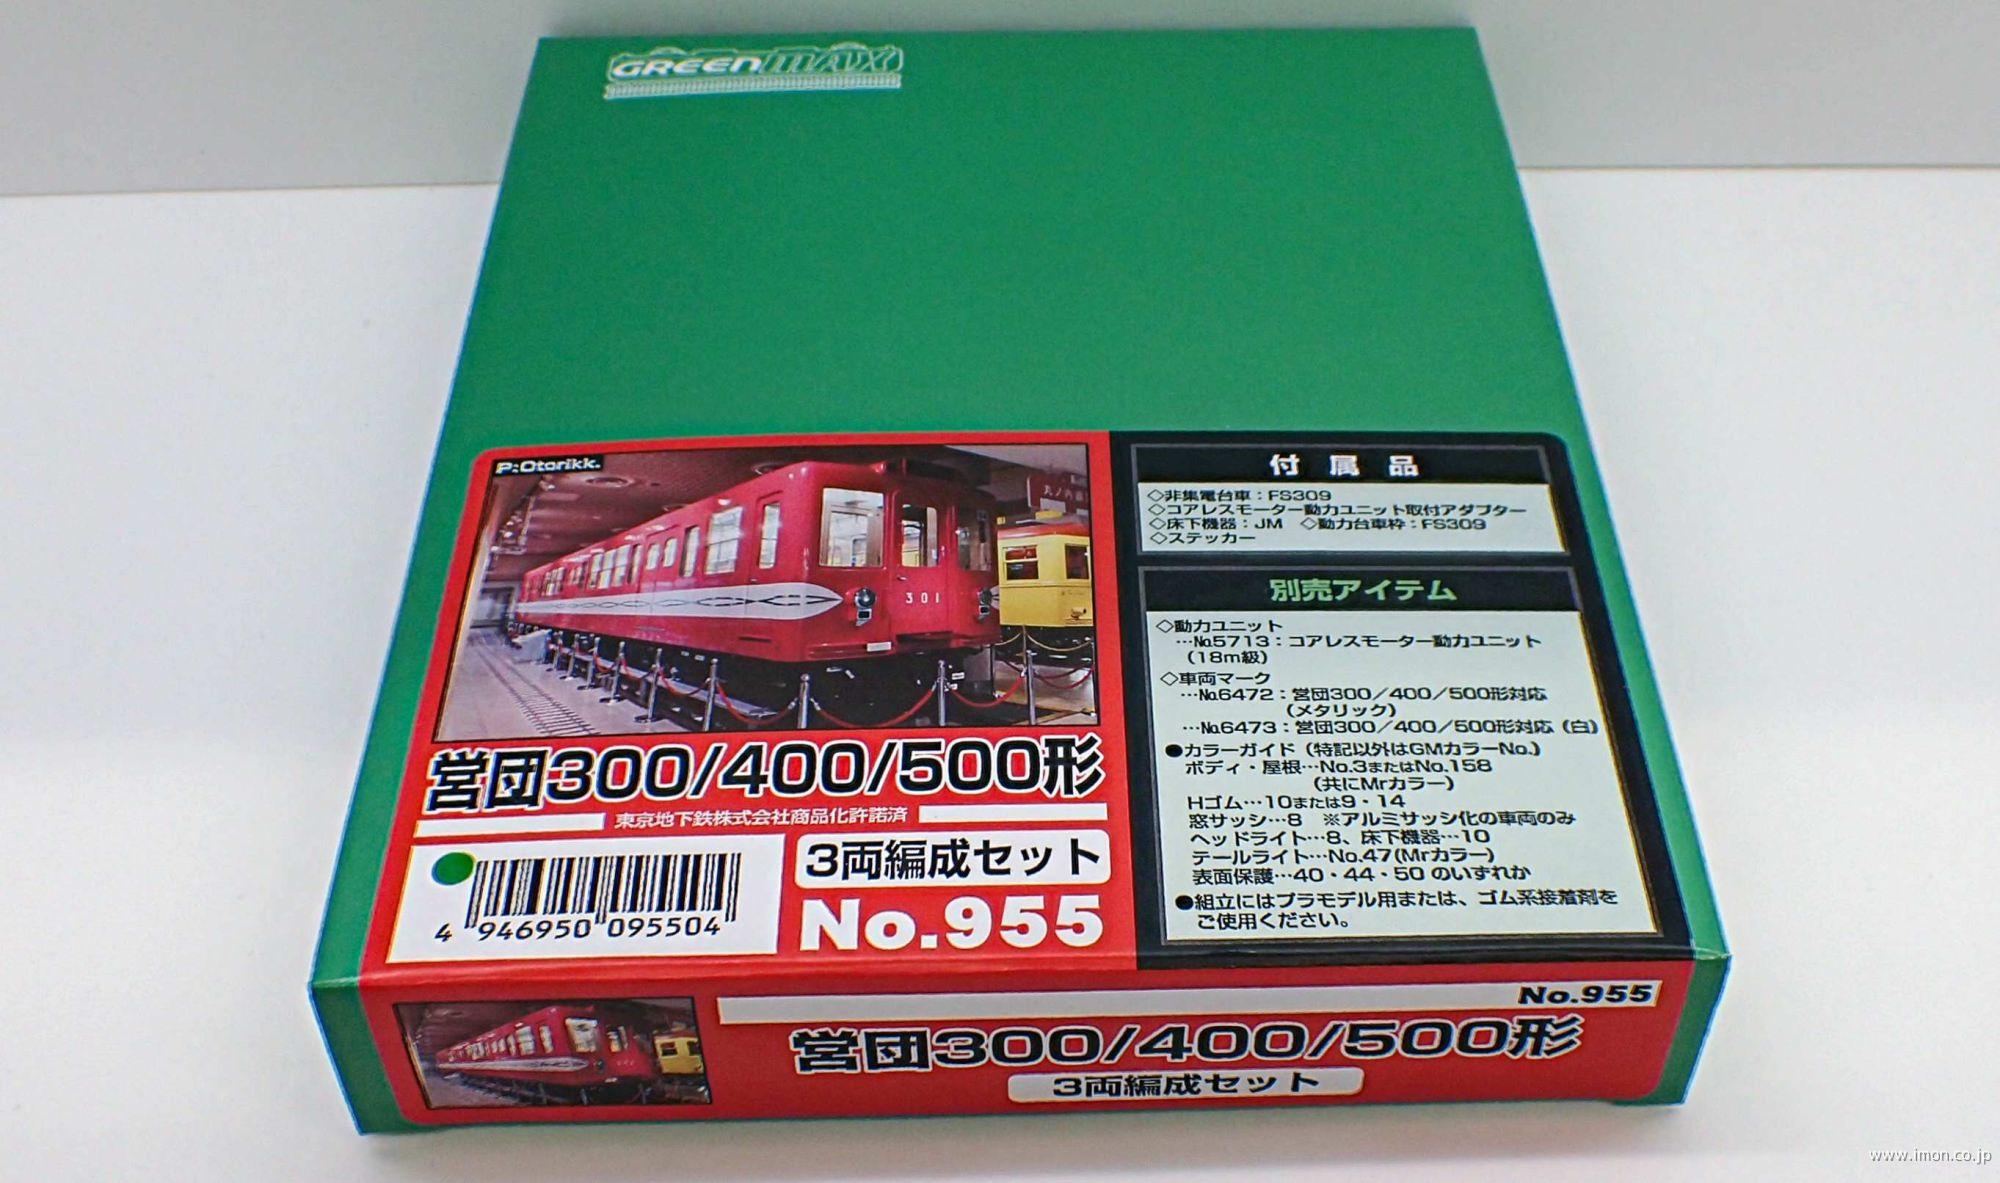 GREENMAX
P:Otorikk.
301
営団300/400/500形
東京地下鉄株式会社商品化許諾済
3両編成セット
No.955
4 946950 095504
付属品
◇非集電台車:FS309
◇コアレスモーター動力ユニット取付アダプター
◇床下機器:JM ◇動力台車枠:FS309
◇ステッカー
別売アイテム
◇動力ユニット
…№5713:コアレスモーター動力ユニット
(18m級)
◇車両マーク
…№6472:営団300/400/500形対応
(メタリック)
…№6473:営団300/400/500形対応(白)
●カラーガイド(特記以外はGMカラーNo.)
ボディ・屋根…No.3またはNo.158
(共にMrカラー)
Hゴム…10または9・14
窓サッシ…8 ※アルミサッシ化の車両のみ
ヘッドライト…8、床下機器…10
テールライト…No.47(Mrカラー)
表面保護…40・44・50 のいずれか
●組立にはプラモデル用または、ゴム系接着剤を
ご使用ください。
No.955
営団300/400/500形
3両編成セット
www.imon.co.jp